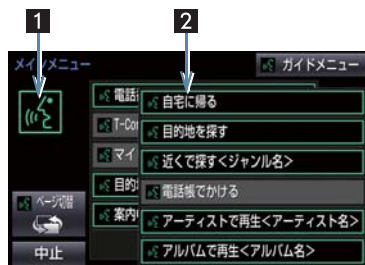 1
2
メインメニュー
ガイドメニュー
電話
自宅に帰る
T-Con
目的地を探す
マイ
近くで探す<ジャンル名>
目的
電話帳でかける
ページ切替
案内
アーティストで再生<アーティスト名>
中止
アルバムで再生<アルバム名>